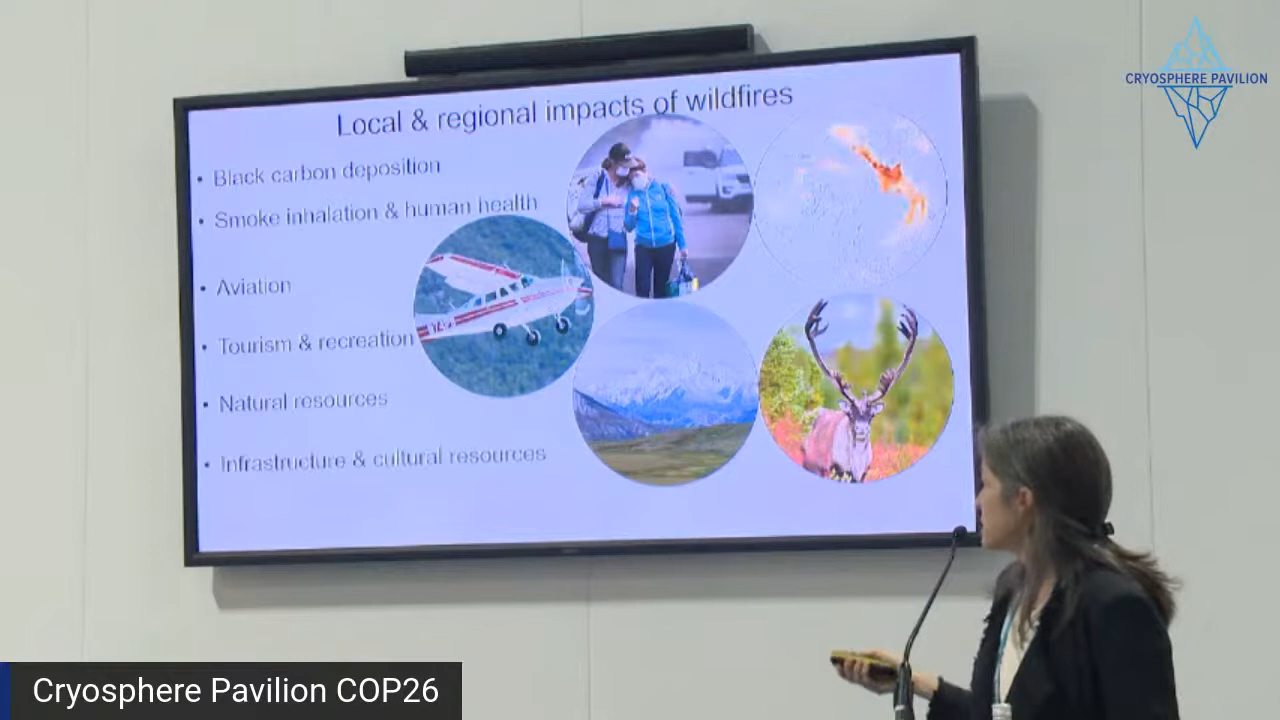 CRYOSPHERE PAVILION
Local & regional impacts of wildfires
• Black carbon deposition
• Smoke inhalation & human health
• Aviation
• Tourism & recreation
• Natural resources
• Infrastructure & cultural resources
Cryosphere Pavilion COP26